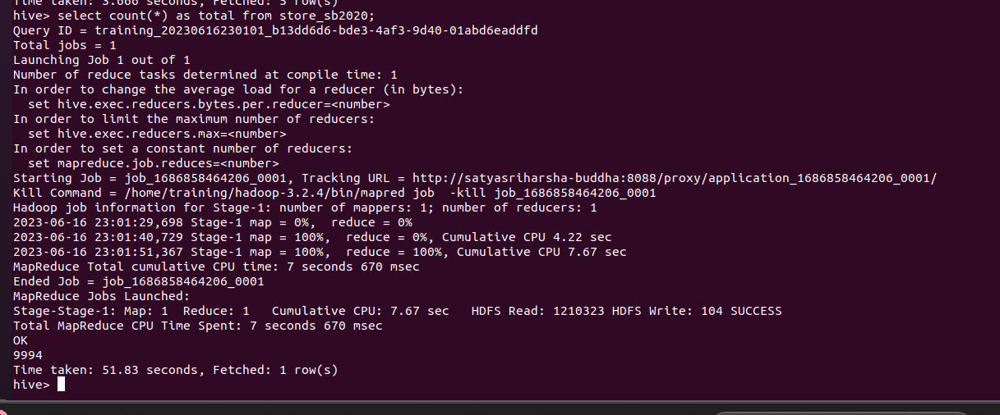 Time taken: 3.666 seconds, Fetched: 5 row(s)
hive> select count(*) as total from store_sb2020;
Query ID = training_20230616230101_b13dd6d6-bde3-4af3-9d40-01abd6eaddfd
Total jobs = 1
Launching Job 1 out of 1
Number of reduce tasks determined at compile time: 1
In order to change the average load for a reducer (in bytes):
  set hive.exec.reducers.bytes.per.reducer=<number>
In order to limit the maximum number of reducers:
  set hive.exec.reducers.max=<number>
In order to set a constant number of reducers:
  set mapreduce.job.reduces=<number>
Starting Job = job_1686858464206_0001, Tracking URL = http://satyasriharsha-buddha:8088/proxy/application_1686858464206_0001/
Kill Command = /home/training/hadoop-3.2.4/bin/mapred job  -kill job_1686858464206_0001
Hadoop job information for Stage-1: number of mappers: 1; number of reducers: 1
2023-06-16 23:01:29,698 Stage-1 map = 0%,  reduce = 0%
2023-06-16 23:01:40,729 Stage-1 map = 100%,  reduce = 0%, Cumulative CPU 4.22 sec
2023-06-16 23:01:51,367 Stage-1 map = 100%,  reduce = 100%, Cumulative CPU 7.67 sec
MapReduce Total cumulative CPU time: 7 seconds 670 msec
Ended Job = job_1686858464206_0001
MapReduce Jobs Launched:
Stage-Stage-1: Map: 1  Reduce: 1   Cumulative CPU: 7.67 sec   HDFS Read: 1210323 HDFS Write: 104 SUCCESS
Total MapReduce CPU Time Spent: 7 seconds 670 msec
OK
9994
Time taken: 51.83 seconds, Fetched: 1 row(s)
hive>